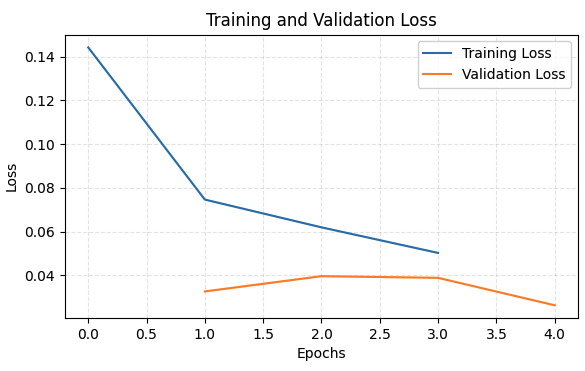 Training and Validation Loss
Training Loss
Validation Loss
0.14
0.12
0.10
0.08
0.06
0.04
Loss
0.0 0.5 1.0 1.5 2.0 2.5 3.0 3.5 4.0
Epochs